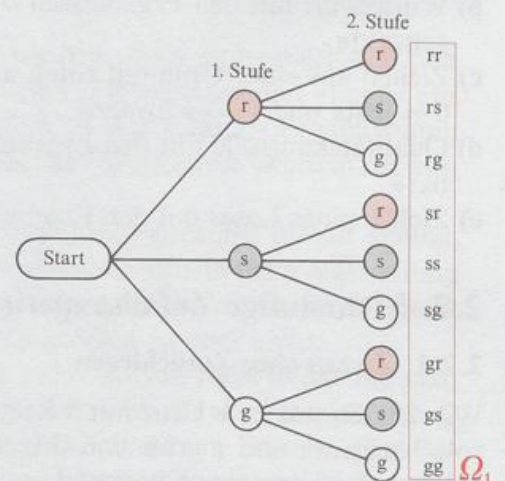 2. Stufe
1. Stufe
r rr
r s rs
g rg
r sr
Start s s ss
g sg
r gr
g s gs
g gg
Ω₁